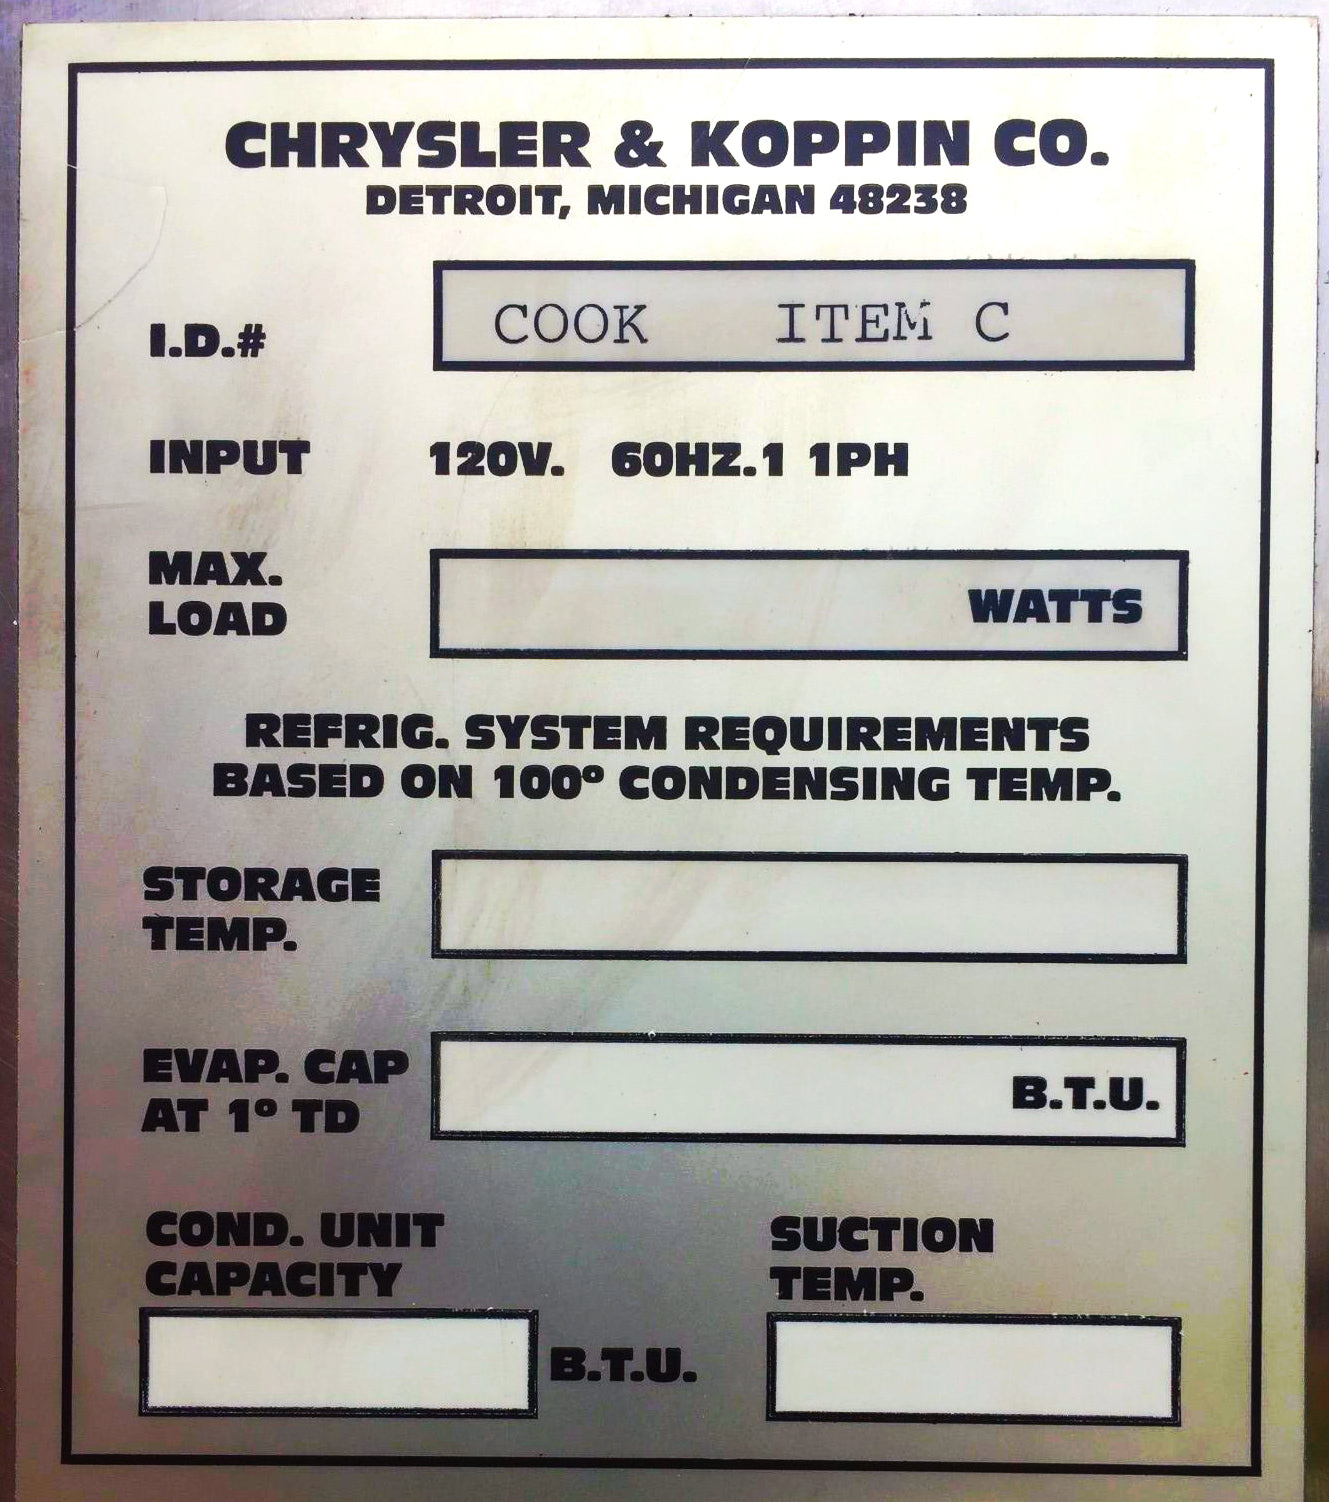 CHRYSLER & KOPPIN CO.
DETROIT, MICHIGAN 48238
I.D.# COOK ITEM C
INPUT 120V. 60HZ.1 1PH
MAX.
LOAD WATTS
REFRIG. SYSTEM REQUIREMENTS
BASED ON 100° CONDENSING TEMP.
STORAGE
TEMP.
EVAP. CAP
AT 1° TD B.T.U.
COND. UNIT
CAPACITY
B.T.U.
SUCTION
TEMP.